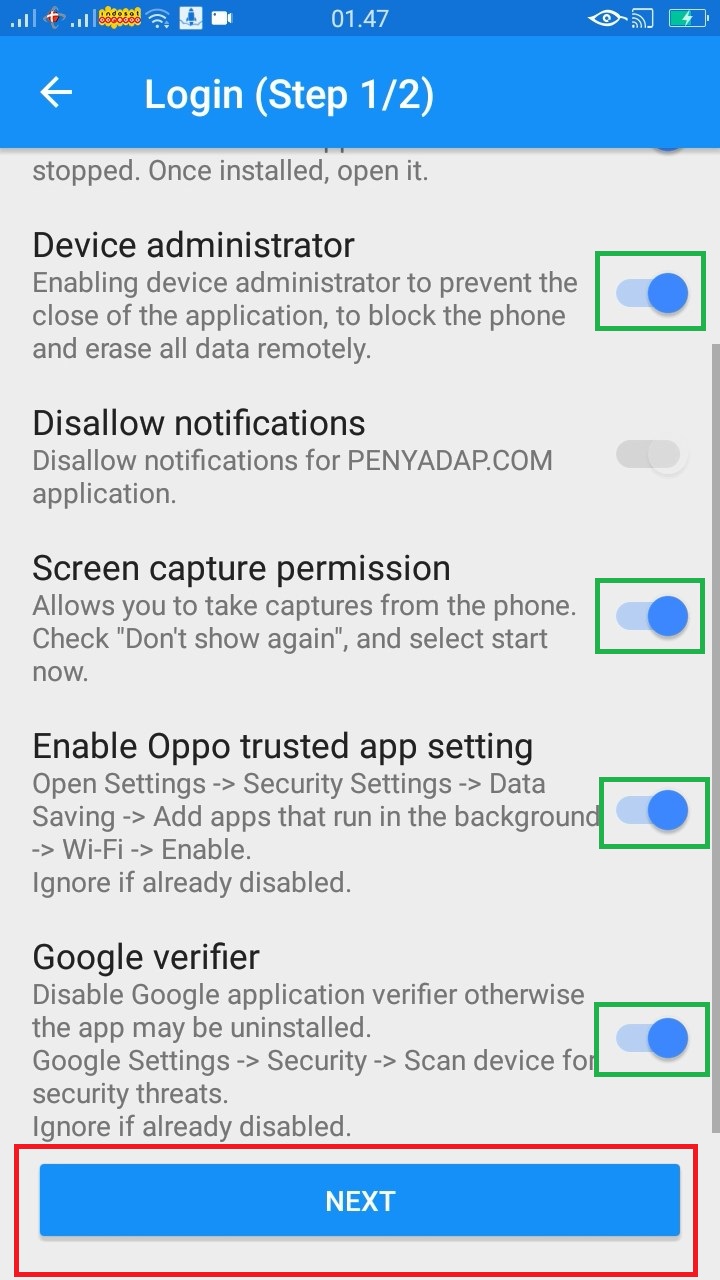 indosat
ooredoo
01.47
Login (Step 1/2)
stopped. Once installed, open it.
Device administrator
Enabling device administrator to prevent the
close of the application, to block the phone
and erase all data remotely.
Disallow notifications
Disallow notifications for PENYADAP.COM
application.
Screen capture permission
Allows you to take captures from the phone.
Check "Don't show again", and select start
now.
Enable Oppo trusted app setting
Open Settings -> Security Settings -> Data
Saving -> Add apps that run in the background
-> Wi-Fi -> Enable.
Ignore if already disabled.
Google verifier
Disable Google application verifier otherwise
the app may be uninstalled.
Google Settings -> Security -> Scan device for
security threats.
Ignore if already disabled.
NEXT